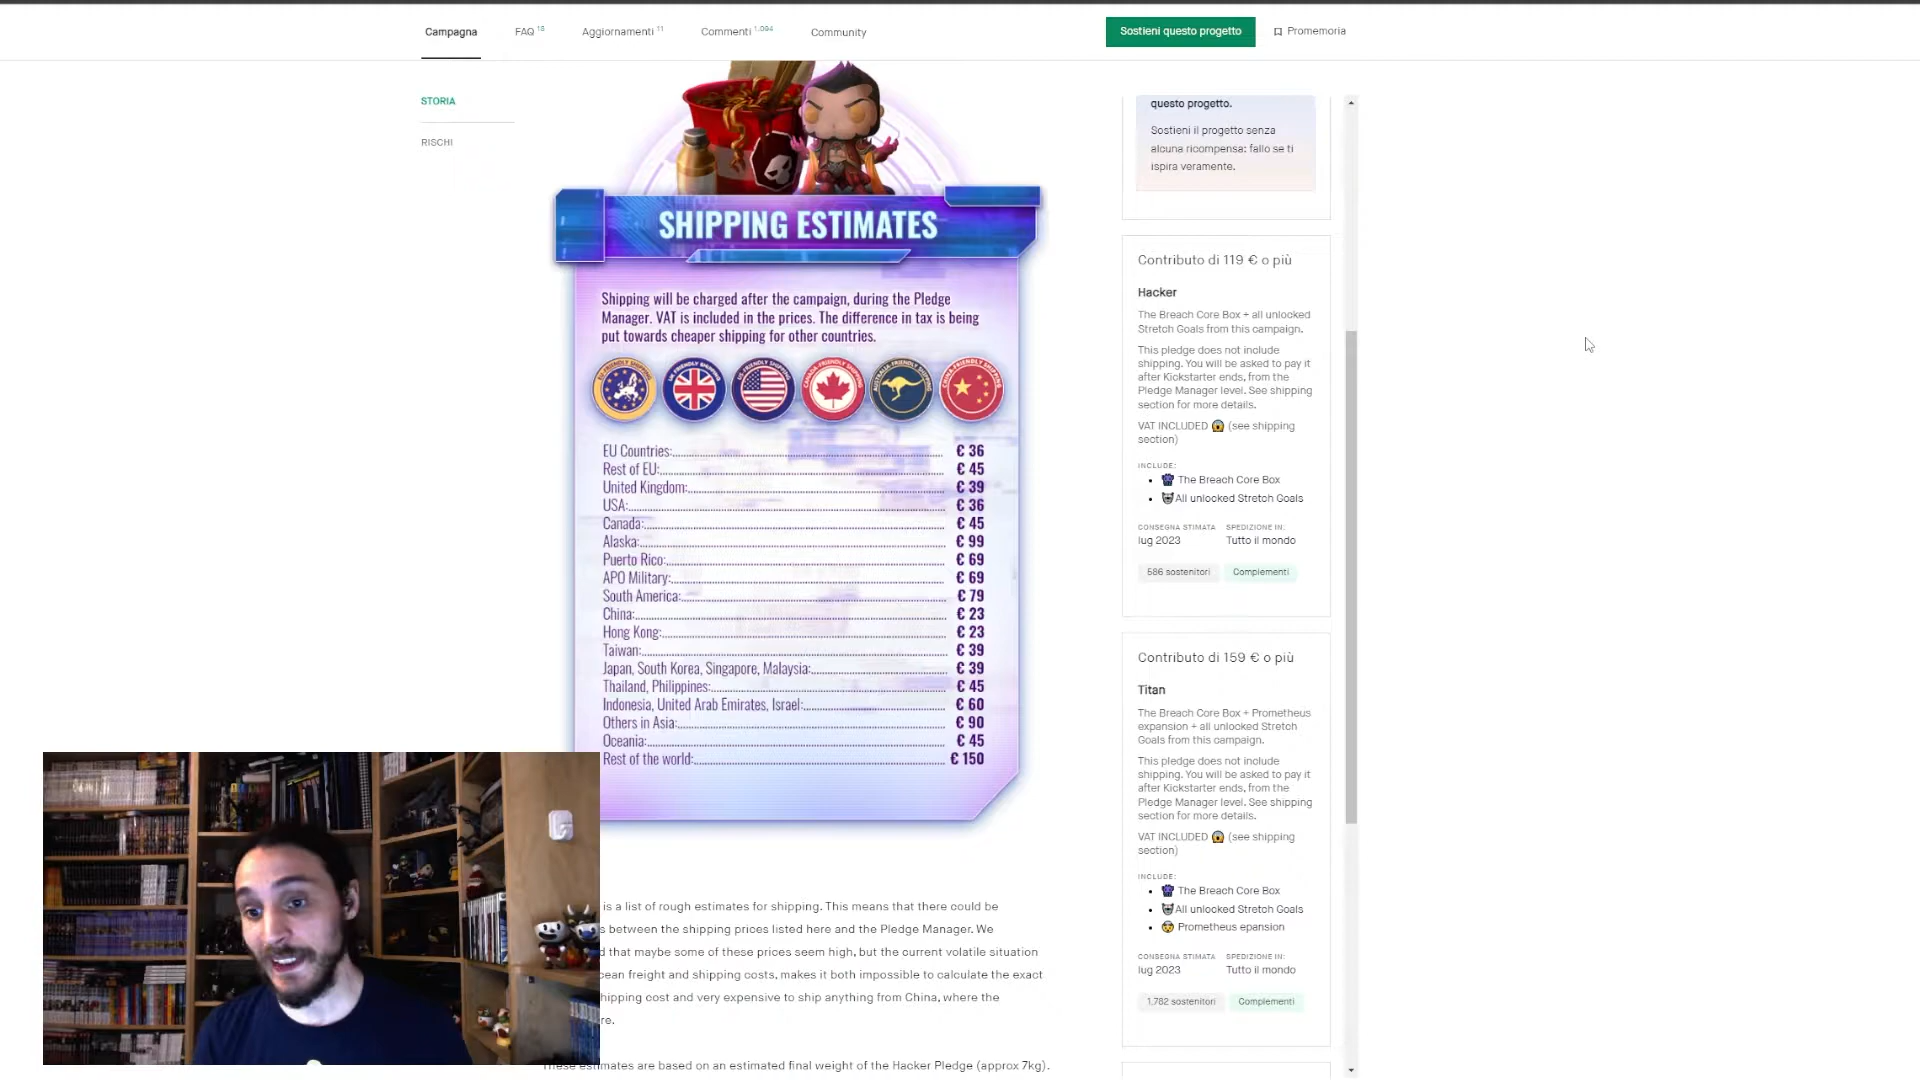 Campagna
FAQ 15
Aggiornamenti 11
Commenti 1.094
Community
Sostieni questo progetto
Promemoria
STORIA
RISCHI
SHIPPING ESTIMATES
Shipping will be charged after the campaign, during the Pledge
Manager. VAT is included in the prices. The difference in tax is being
put towards cheaper shipping for other countries.
EU Countries: € 36
Rest of EU: € 45
United Kingdom: € 39
USA: € 36
Canada: € 45
Alaska: € 99
Puerto Rico: € 69
APO Military: € 69
South America: € 79
China: € 23
Hong Kong: € 23
Taiwan: € 39
Japan, South Korea, Singapore, Malaysia: € 39
Thailand, Philippines: € 45
Indonesia, United Arab Emirates, Israel: € 60
Others in Asia: € 90
Oceania: € 45
Rest of the world: € 150
is a list of rough estimates for shipping. This means that there could be
s between the shipping prices listed here and the Pledge Manager. We
d that maybe some of these prices seem high, but the current volatile situation
ean freight and shipping costs, makes it both impossible to calculate the exact
hipping cost and very expensive to ship anything from China, where the
re.
These estimates are based on an estimated final weight of the Hacker Pledge (approx 7kg).
questo progetto.
Sostieni il progetto senza
alcuna ricompensa: fallo se ti
ispira veramente.
Contributo di 119 € o più
Hacker
The Breach Core Box + all unlocked
Stretch Goals from this campaign.
This pledge does not include
shipping. You will be asked to pay it
after Kickstarter ends, from the
Pledge Manager level. See shipping
section for more details.
VAT INCLUDED 😱 (see shipping
section)
INCLUDE:
The Breach Core Box
All unlocked Stretch Goals
CONSEGNA STIMATA SPEDIZIONE IN:
lug 2023 Tutto il mondo
586 sostenitori Complementi
Contributo di 159 € o più
Titan
The Breach Core Box + Prometheus
expansion + all unlocked Stretch
Goals from this campaign.
This pledge does not include
shipping. You will be asked to pay it
after Kickstarter ends, from the
Pledge Manager level. See shipping
section for more details.
VAT INCLUDED 😱 (see shipping
section)
INCLUDE:
The Breach Core Box
All unlocked Stretch Goals
Prometheus epansion
CONSEGNA STIMATA SPEDIZIONE IN:
lug 2023 Tutto il mondo
1.782 sostenitori Complementi